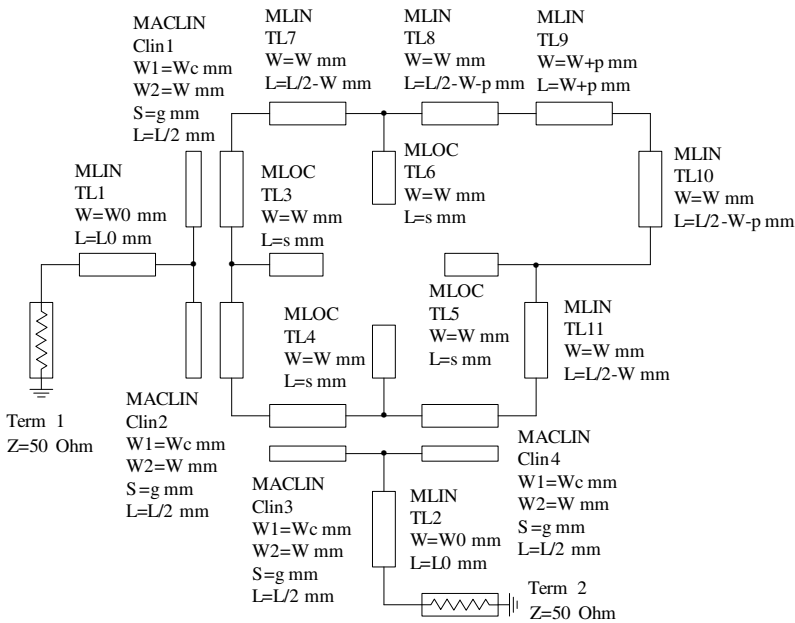 MACLIN
Clin1
W1=Wc mm
W2=W mm
S=g mm
L=L/2 mm
MLIN
TL7
W=W mm
L=L/2-W mm
MLIN
TL8
W=W mm
L=L/2-W-p mm
MLIN
TL9
W=W+p mm
L=W+p mm
MLIN
TL1
W=W0 mm
L=L0 mm
MLOC
TL3
W=W mm
L=s mm
MLOC
TL6
W=W mm
L=s mm
MLIN
TL10
W=W mm
L=L/2-W-p mm
MLOC
TL4
W=W mm
L=s mm
MLOC
TL5
W=W mm
L=s mm
MLIN
TL11
W=W mm
L=L/2-W mm
Term 1
Z=50 Ohm
MACLIN
Clin2
W1=Wc mm
W2=W mm
S=g mm
L=L/2 mm
MACLIN
Clin3
W1=Wc mm
W2=W mm
S=g mm
L=L/2 mm
MLIN
TL2
W=W0 mm
L=L0 mm
MACLIN
Clin4
W1=Wc mm
W2=W mm
S=g mm
L=L/2 mm
Term 2
Z=50 Ohm